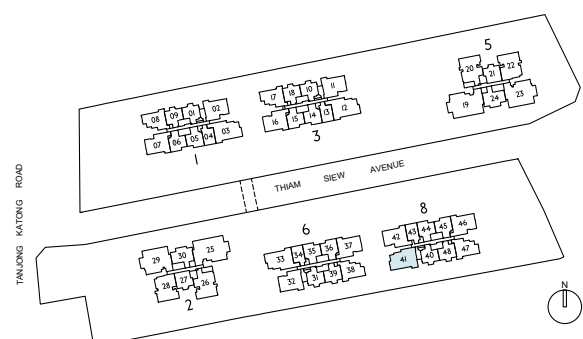 5
20 21 22
19 24 23
17 18 10 11
16 15 14 13 12
3
08 09 01 02
07 06 05 04 03
1
TANJONG KATONG ROAD
THIAM SIEW AVENUE
8
42 43 44 45 46
41 40 48 47
6
33 34 35 36 37
32 31 39 38
29 30 25
28 27 26
2
N